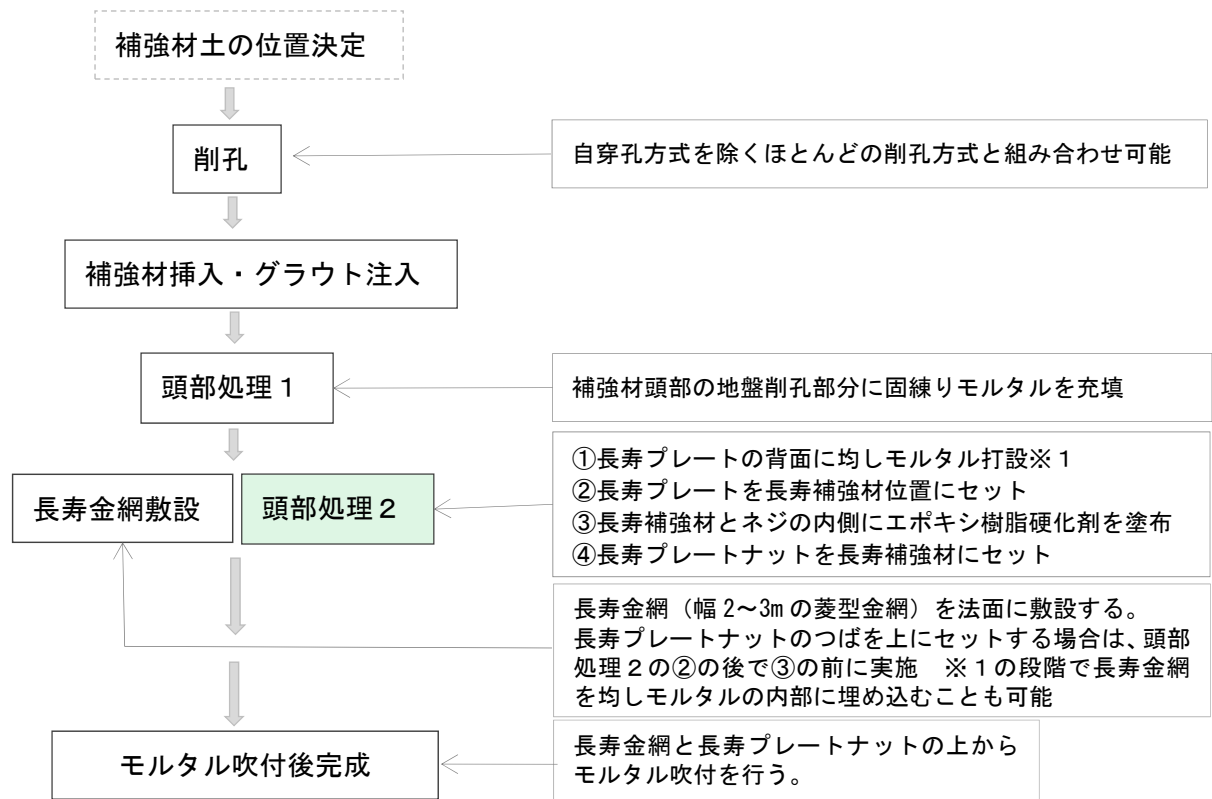 補強材土の位置決定
削孔
自穿孔方式を除くほとんどの削孔方式と組み合わせ可能
補強材挿入・グラウト注入
頭部処理1
補強材頭部の地盤削孔部分に固練りモルタルを充填
長寿金網敷設
頭部処理2
①長寿プレートの背面に均しモルタル打設※1
②長寿プレートを長寿補強材位置にセット
③長寿補強材とネジの内側にエポキシ樹脂硬化剤を塗布
④長寿プレートナットを長寿補強材にセット
長寿金網(幅2~3mの菱型金網)を法面に敷設する。
長寿プレートナットのつばを上にセットする場合は、頭部
処理2の②の後で③の前に実施 ※1の段階で長寿金網
を均しモルタルの内部に埋め込むことも可能
モルタル吹付後完成
長寿金網と長寿プレートナットの上から
モルタル吹付を行う。